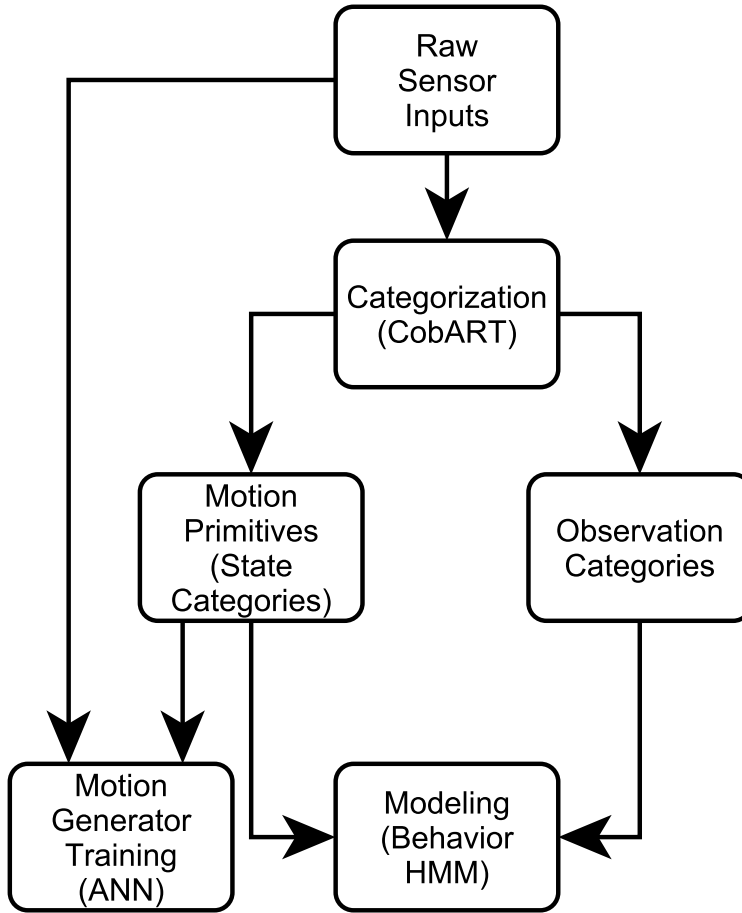 Raw
Sensor
Inputs
Categorization
(CobART)
Motion
Primitives
(State
Categories)
Observation
Categories
Motion
Generator
Training
(ANN)
Modeling
(Behavior
HMM)